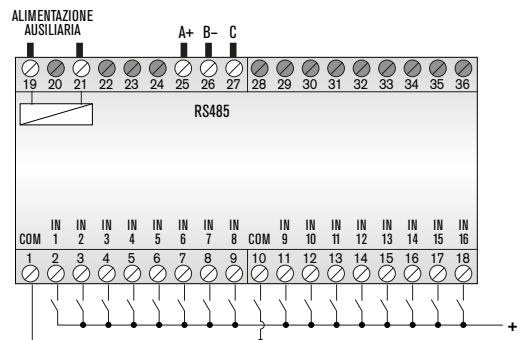 ALIMENTAZIONE
AUSILIARIA
A+ B– C
19 20 21 22 23 24 25 26 27 28 29 30 31 32 33 34 35 36
RS485
IN IN IN IN IN IN IN IN IN IN IN IN IN IN IN IN
COM 1 2 3 4 5 6 7 8 COM 9 10 11 12 13 14 15 16
1 2 3 4 5 6 7 8 9 10 11 12 13 14 15 16 17 18
+